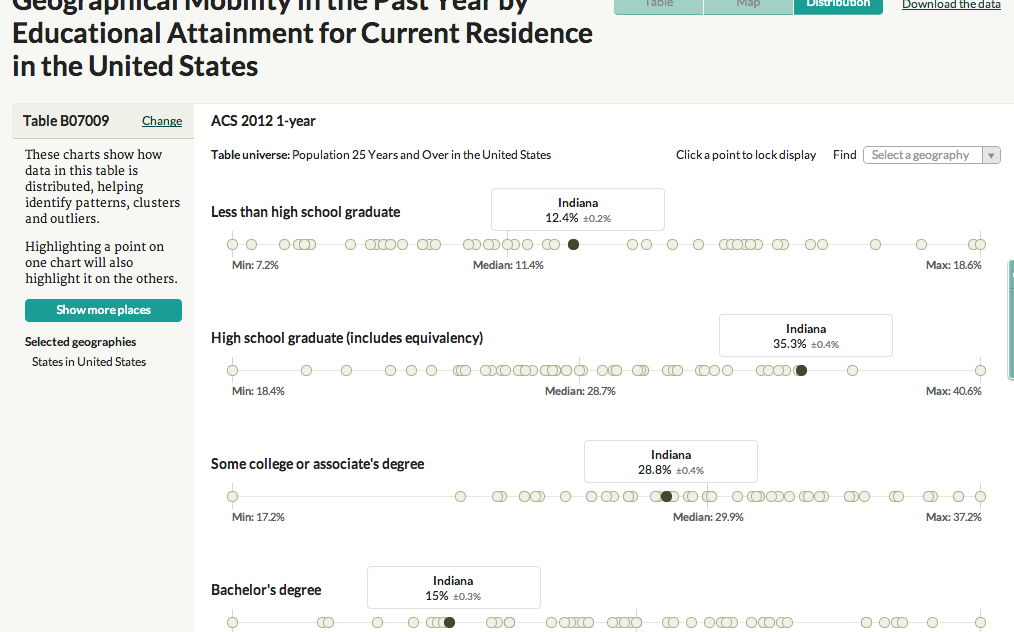 Geographical Mobility in the Past Year by
Educational Attainment for Current Residence
in the United States
Table
Map
Distribution
Download the data
Table B07009
Change
These charts show how
data in this table is
distributed, helping
identify patterns, clusters
and outliers.
Highlighting a point on
one chart will also
highlight it on the others.
Show more places
Selected geographies
States in United States
ACS 2012 1-year
Table universe: Population 25 Years and Over in the United States
Click a point to lock display
Find
Select a geography
Less than high school graduate
Indiana
12.4% ±0.2%
Min: 7.2%
Median: 11.4%
Max: 18.6%
High school graduate (includes equivalency)
Indiana
35.3% ±0.4%
Min: 18.4%
Median: 28.7%
Max: 40.6%
Some college or associate's degree
Indiana
28.8% ±0.4%
Min: 17.2%
Median: 29.9%
Max: 37.2%
Bachelor's degree
Indiana
15% ±0.3%